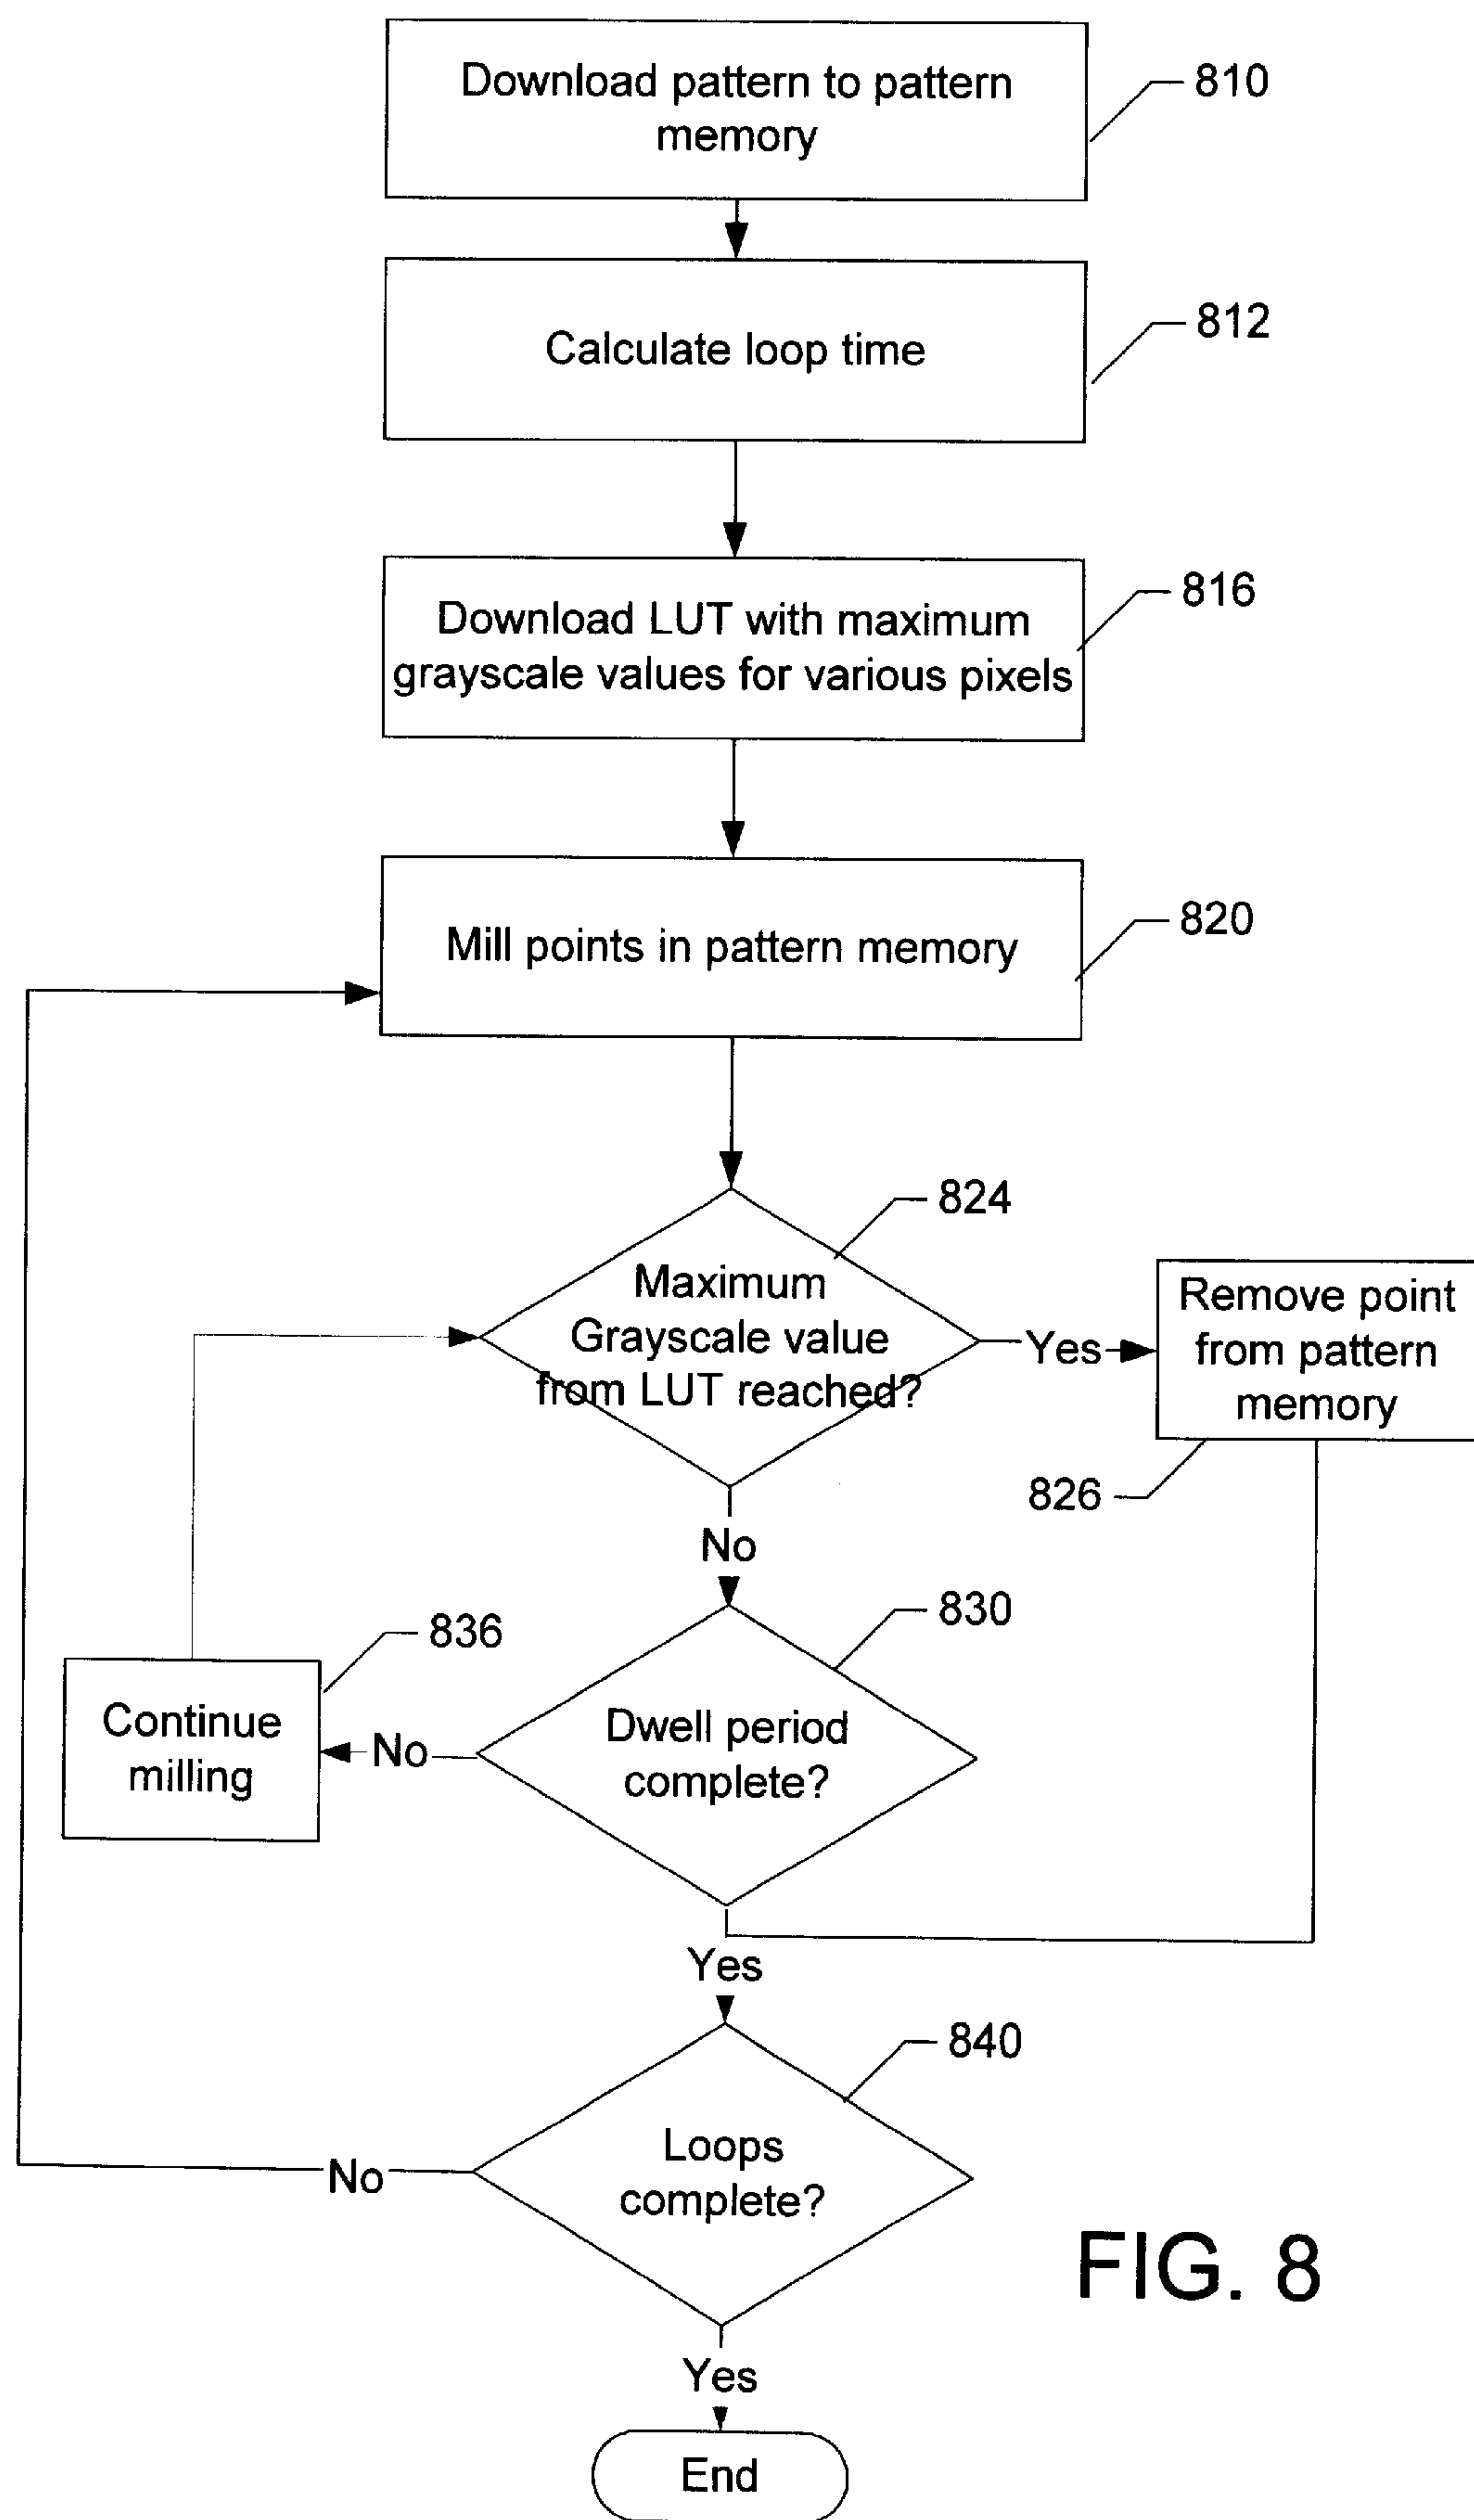 Download pattern to pattern
memory
810
Calculate loop time
812
Download LUT with maximum
grayscale values for various pixels
816
Mill points in pattern memory
820
824
Maximum
Grayscale value
from LUT reached?
Yes
Remove point
from pattern
memory
826
No
830
836
Continue
milling
No
Dwell period
complete?
Yes
840
Loops
complete?
No
FIG. 8
Yes
End